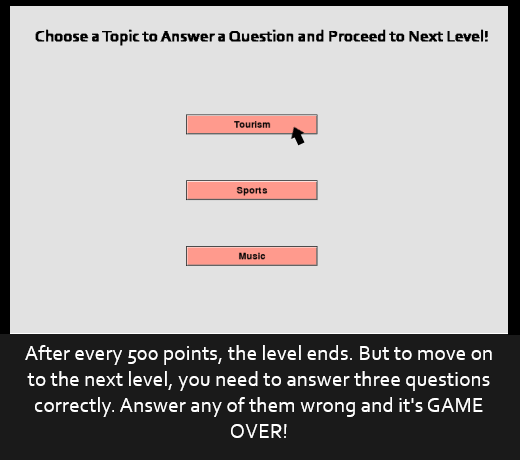 Choose a Topic to Answer a Question and Proceed to Next Level!
Tourism
Sports
Music
After every 500 points, the level ends. But to move on
to the next level, you need to answer three questions
correctly. Answer any of them wrong and it's GAME
OVER!